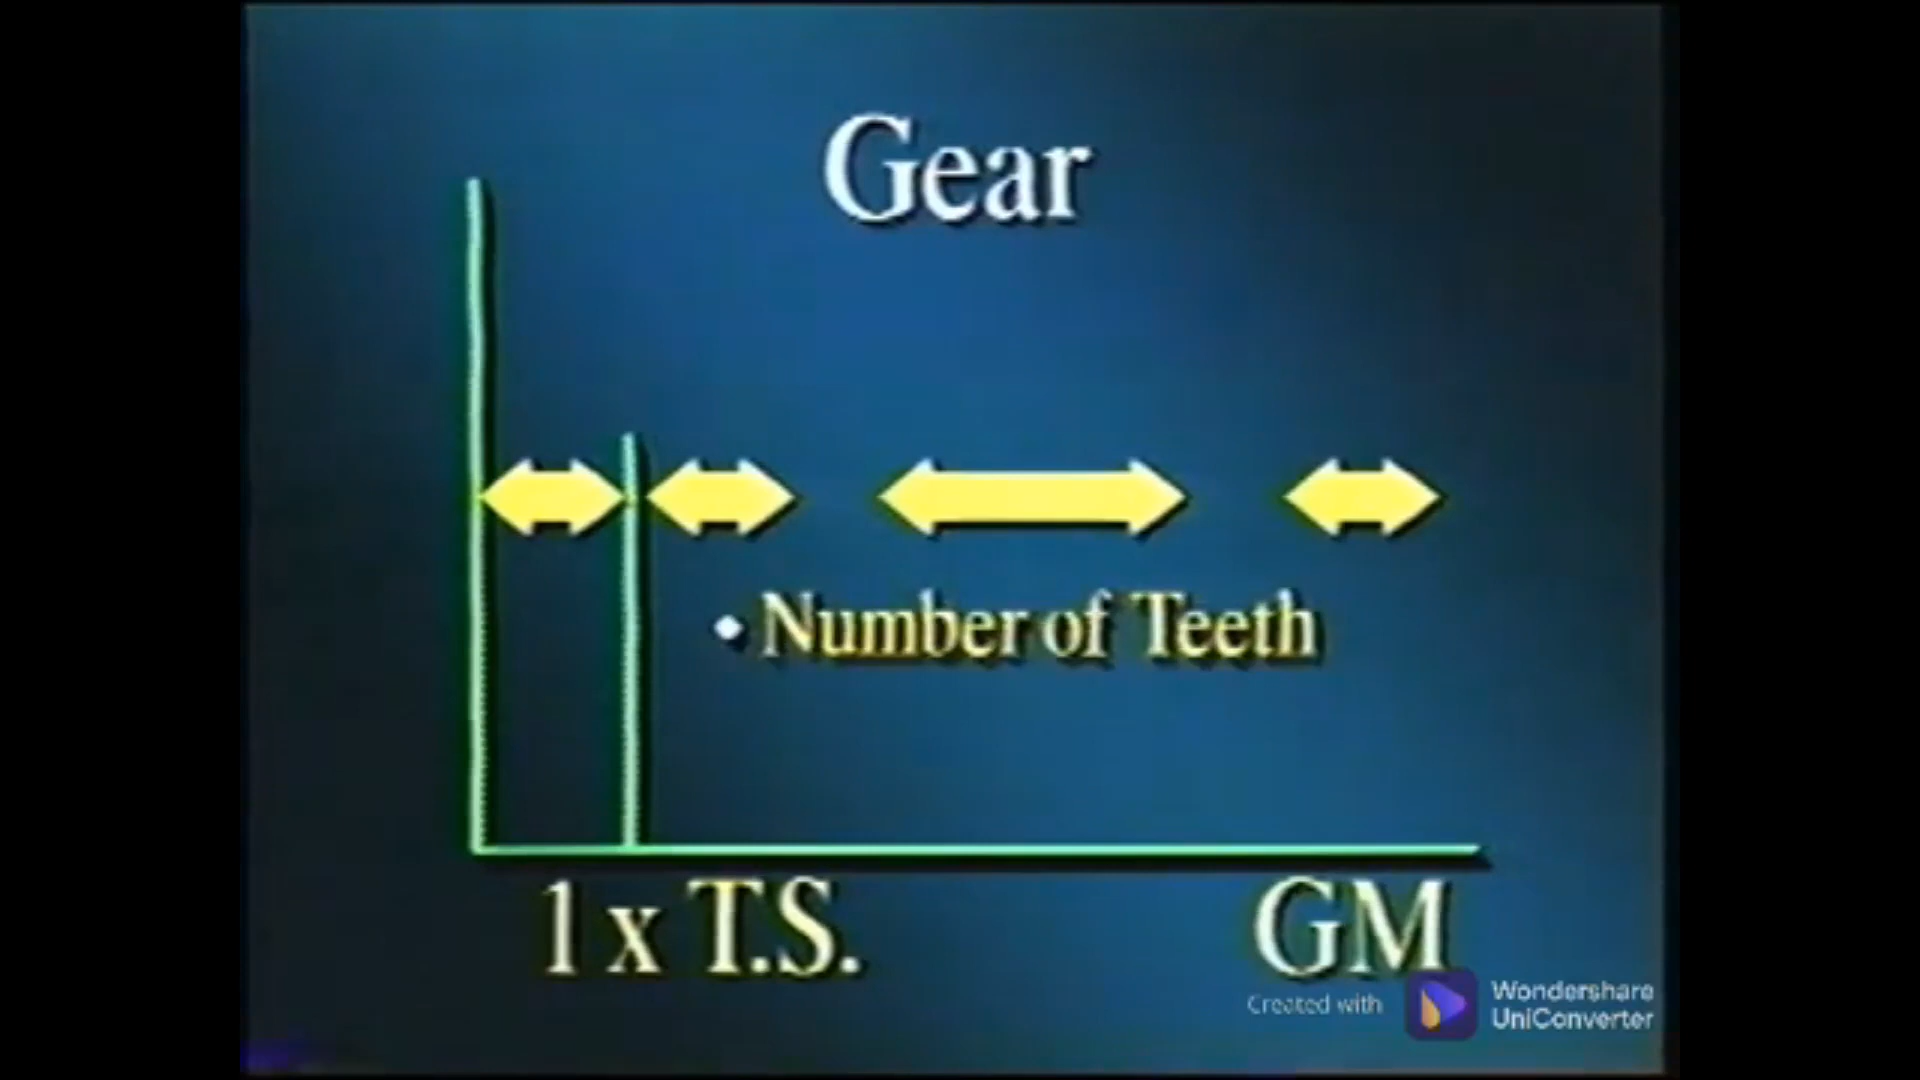 Gear
• Number of Teeth
1 x T.S.
GM
Created with
Wondershare
UniConverter